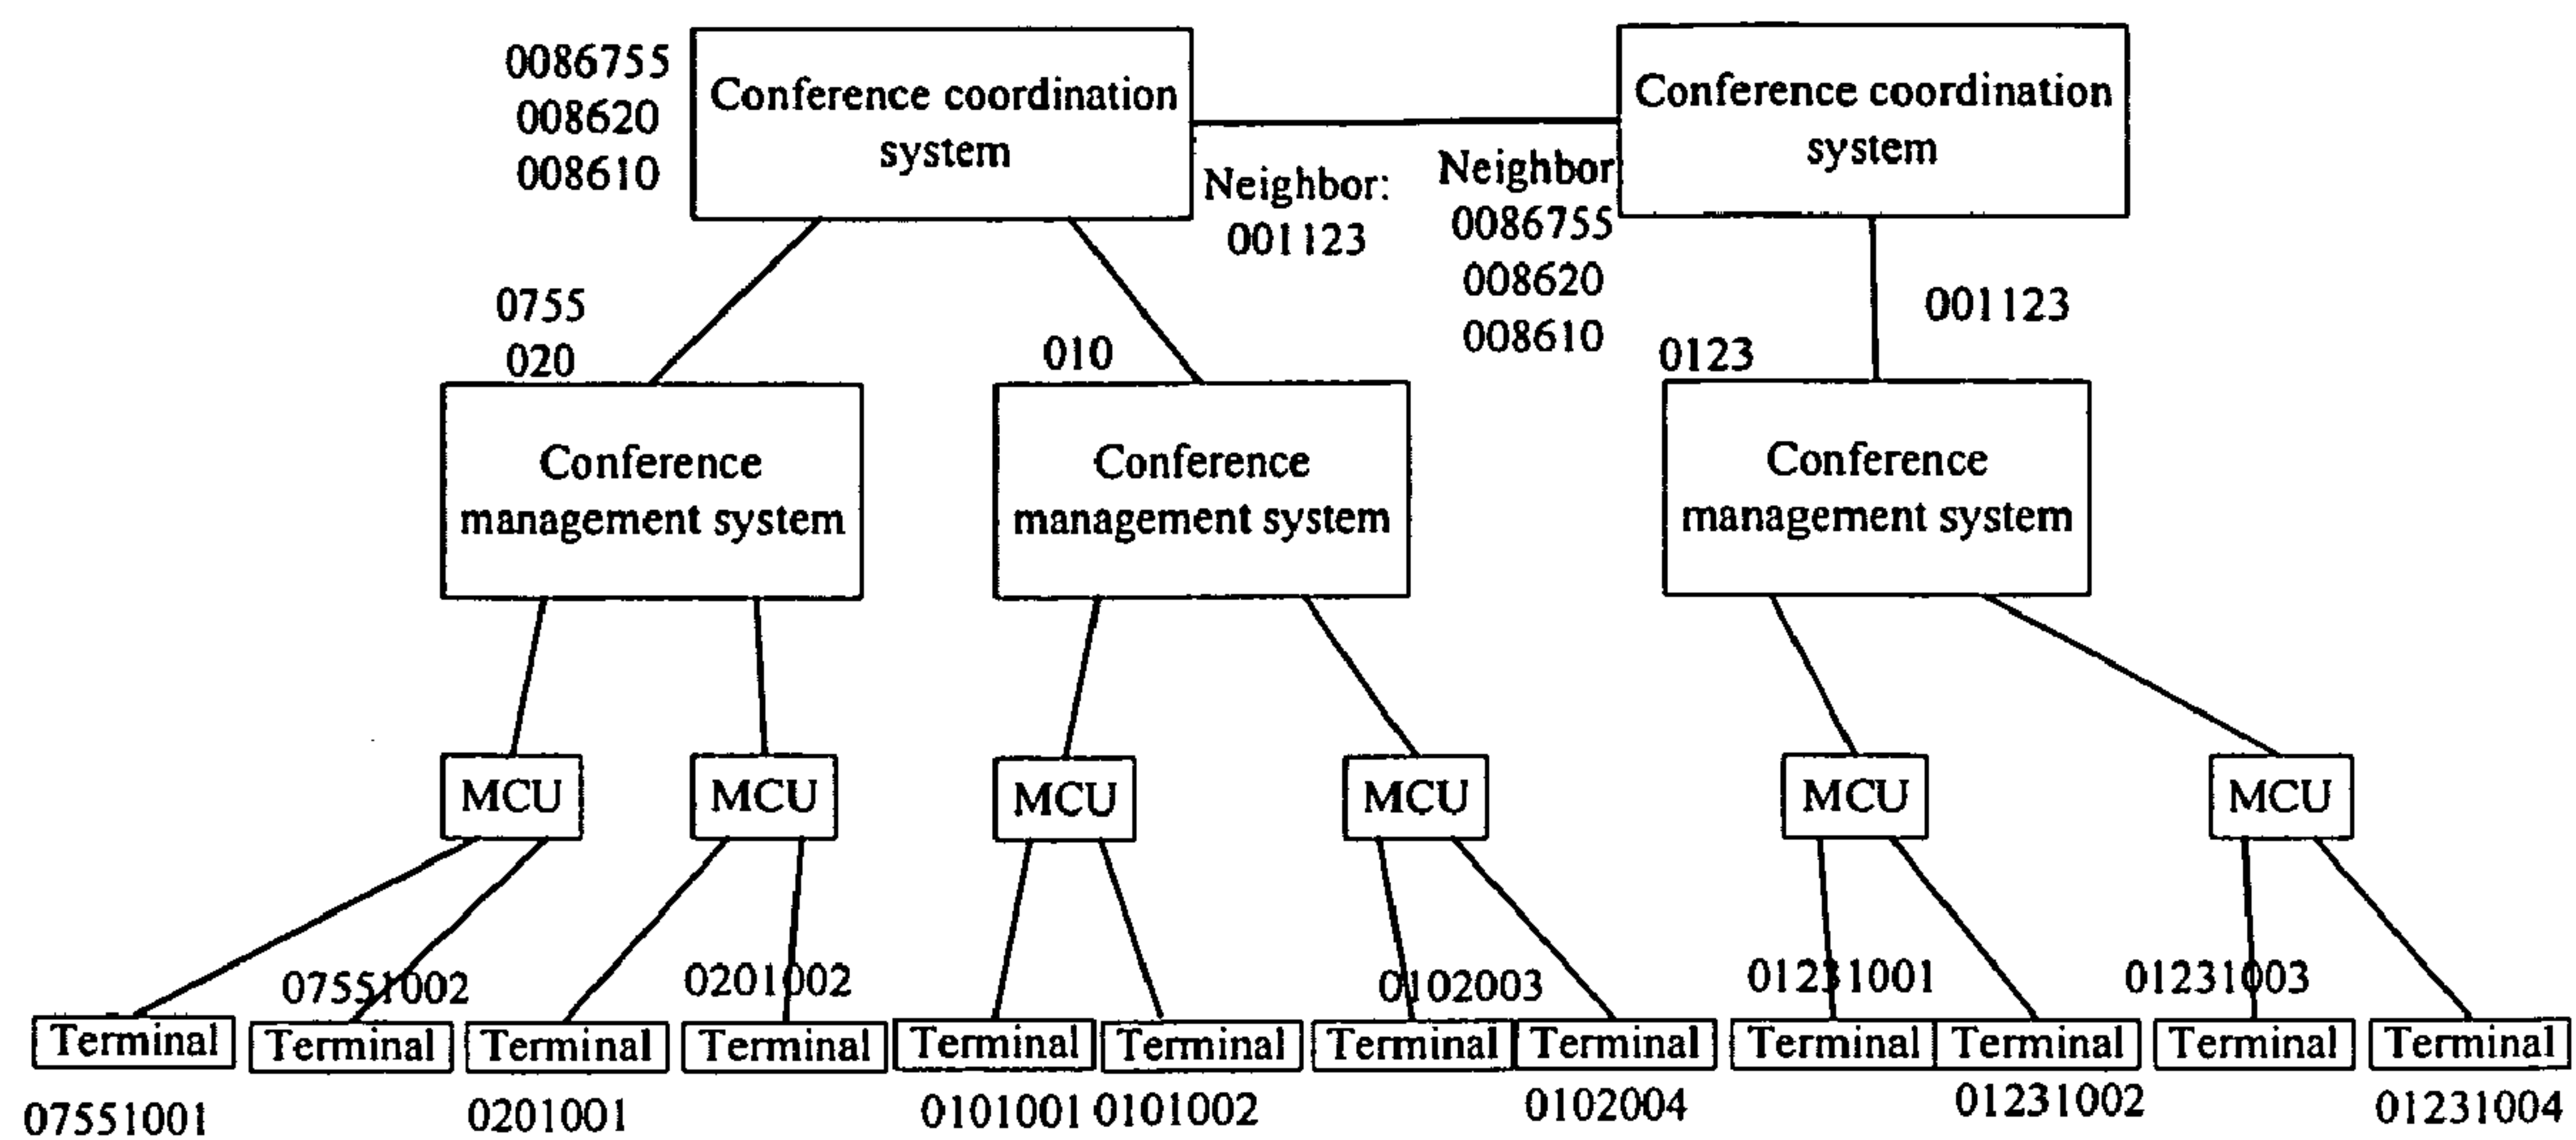 0086755
008620
008610
Conference coordination
system
Conference coordination
system
Neighbor:
001123
Neighbor
0086755
008620
008610
0755
020
010
0123
001123
Conference
management system
Conference
management system
Conference
management system
MCU
MCU
MCU
MCU
MCU
MCU
07551002
0201002
0102003
01231001
01231003
Terminal
Terminal
Terminal
Terminal
Terminal
Terminal
Terminal
Terminal
Terminal
Terminal
Terminal
Terminal
07551001
0201001
0101001
0101002
0102004
01231002
01231004